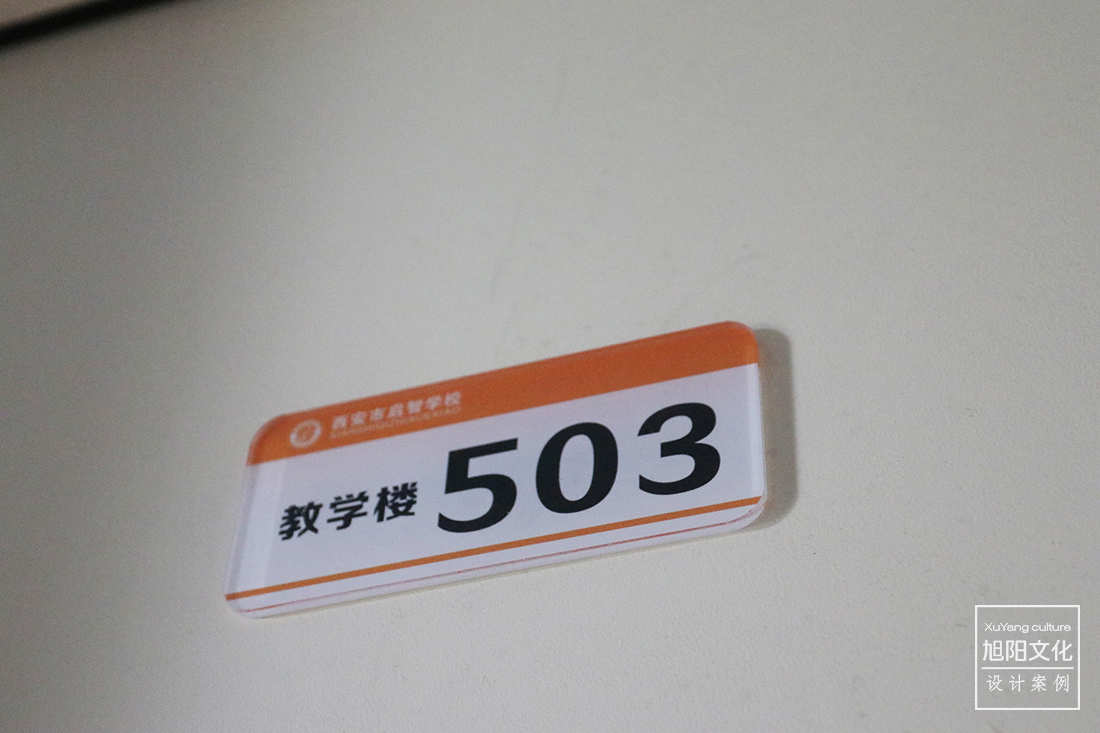 西安市启智学校
XIANSHIQIZHIXUEXIAO
教学楼 503
XuYang culture
旭阳文化
设计案例